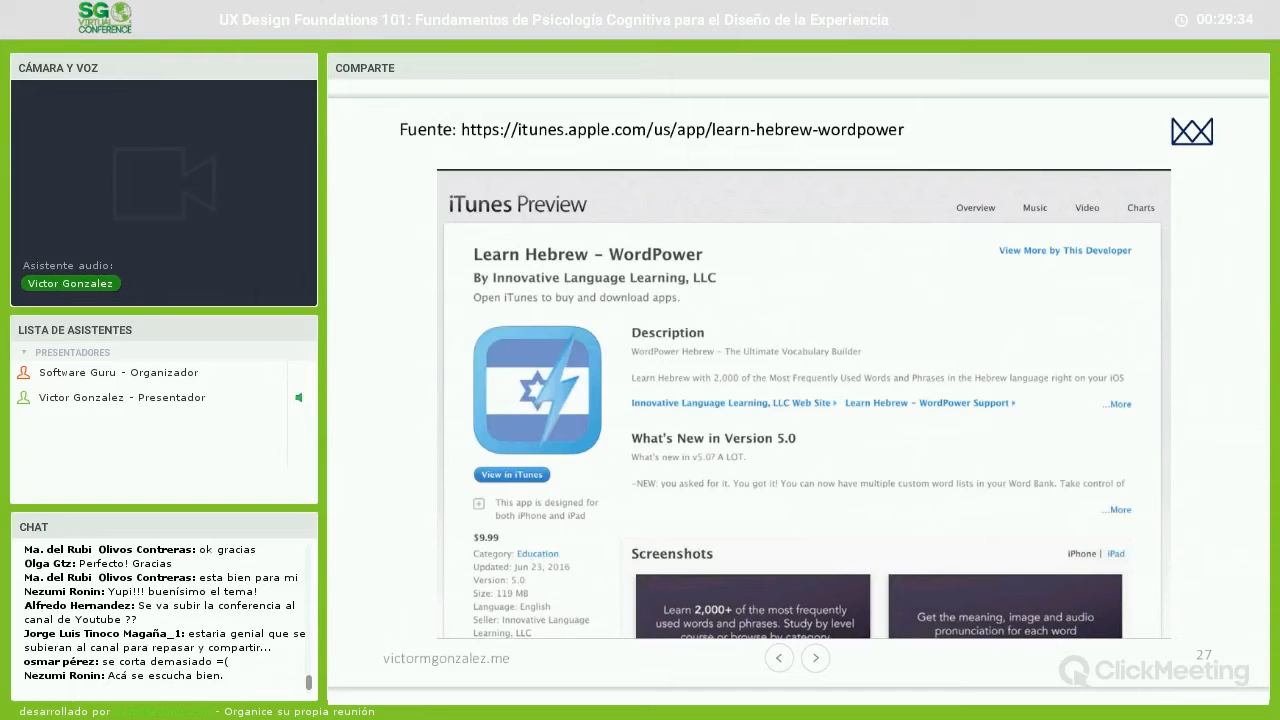 SG
VIRTUAL
CONFERENCE
UX Design Foundations 101: Fundamentos de Psicología Cognitiva para el Diseño de la Experiencia
00:29:34
CÁMARA Y VOZ
Asistente audio:
Victor Gonzalez
LISTA DE ASISTENTES
PRESENTADORES
Software Guru - Organizador
Victor Gonzalez - Presentador
CHAT
Ma. del Rubi Olivos Contreras: ok gracias
Olga Gtz: Perfecto! Gracias
Ma. del Rubi Olivos Contreras: esta bien para mi
Nezumi Ronin: Yupi!!! buenísimo el tema!
Alfredo Hernandez: Se va subir la conferencia al
canal de Youtube ??
Jorge Luis Tinoco Magaña_1: estaria genial que se
subieran al canal para repasar y compartir...
osmar pérez: se corta demasiado =(
Nezumi Ronin: Acá se escucha bien.
desarrollado por
- Organice su propia reunión
COMPARTE
Fuente: https://itunes.apple.com/us/app/learn-hebrew-wordpower
iTunes Preview
Overview Music Video Charts
Learn Hebrew – WordPower
View More by This Developer
By Innovative Language Learning, LLC
Open iTunes to buy and download apps.
View in iTunes
This app is designed for
both iPhone and iPad
$9.99
Category: Education
Updated: Jun 23, 2016
Version: 5.0
Size: 119 MB
Language: English
Seller: Innovative Language
Learning, LLC
Description
WordPower Hebrew – The Ultimate Vocabulary Builder
Learn Hebrew with 2,000 of the Most Frequently Used Words and Phrases in the Hebrew language right on your iOS
Innovative Language Learning, LLC Web Site Learn Hebrew – WordPower Support
...More
What's New in Version 5.0
What's new in v5.0? A LOT.
-NEW: you asked for it. You got it! You can now have multiple custom word lists in your Word Bank. Take control of
...More
Screenshots
iPhone | iPad
Learn 2,000+ of the most frequently
used words and phrases. Study by level
course or browse by category
Get the meaning, image and audio
pronunciation for each word
victormgonzalez.me
27
ClickMeeting